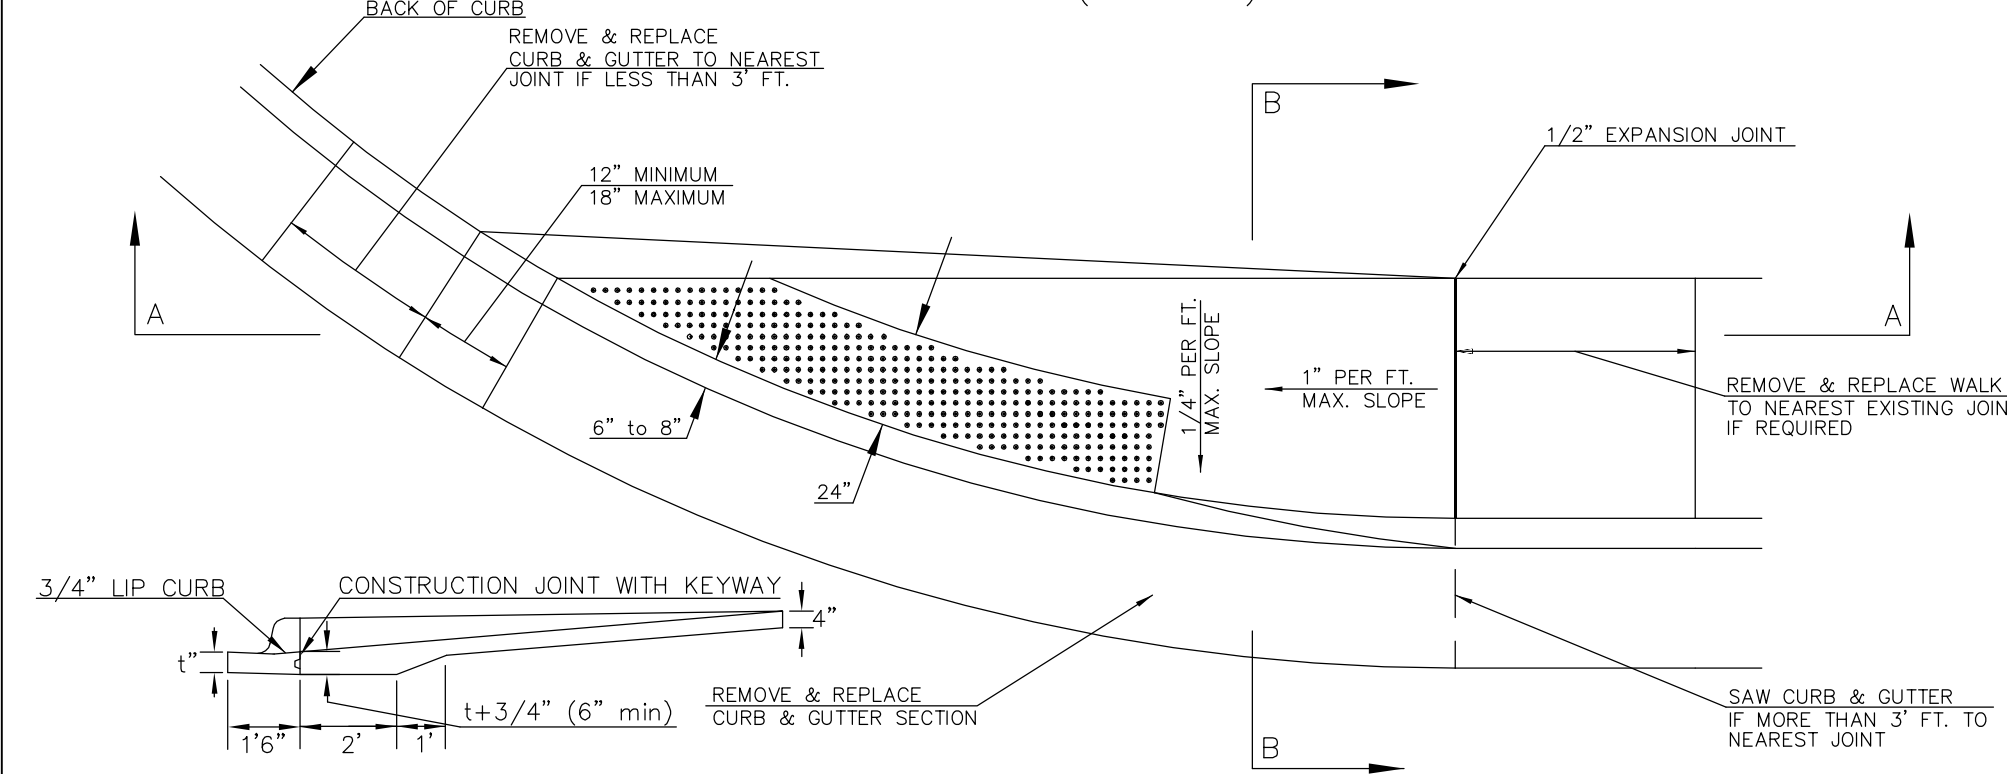 BACK OF CURB
REMOVE & REPLACE
CURB & GUTTER TO NEAREST
JOINT IF LESS THAN 3' FT.
12” MINIMUM
18” MAXIMUM
B
1/2” EXPANSION JOINT
A
A
1/4” PER FT.
MAX. SLOPE
1” PER FT.
MAX. SLOPE
REMOVE & REPLACE WALK
TO NEAREST EXISTING JOIN
IF REQUIRED
6” to 8”
24”
3/4” LIP CURB
CONSTRUCTION JOINT WITH KEYWAY
4”
t”
t+3/4” (6” min)
1'6”
2'
1'
REMOVE & REPLACE
CURB & GUTTER SECTION
B
SAW CURB & GUTTER
IF MORE THAN 3' FT. TO
NEAREST JOINT